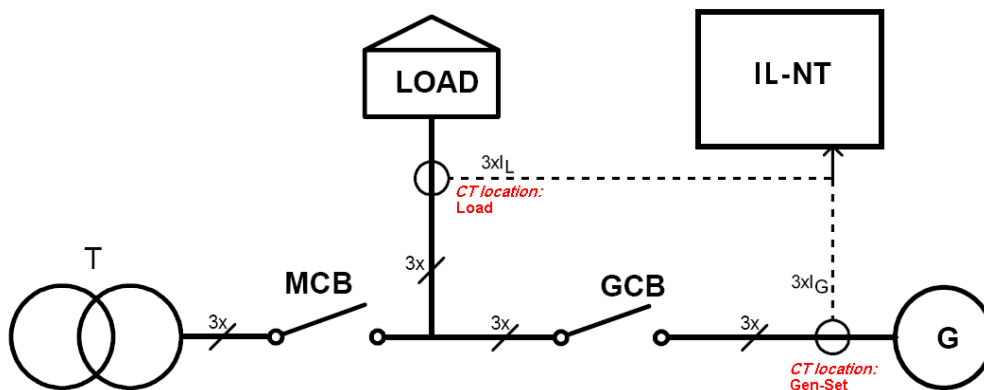 LOAD
IL-NT
3xIL
CT location:
Load
T
3x
MCB
GCB
3xIG
3x
3x
3x
G
CT location:
Gen-Set